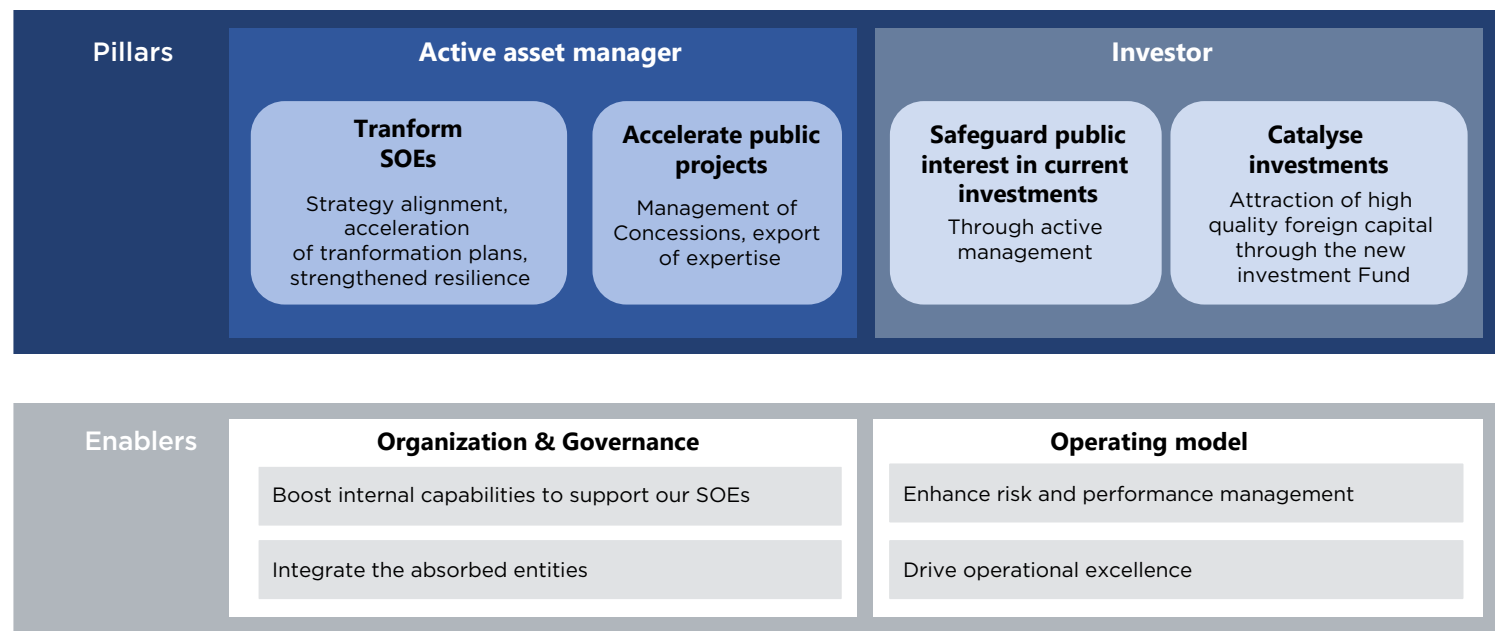 Pillars
Active asset manager
Tranform
SOEs
Strategy alignment,
acceleration
of tranformation plans,
strengthened resilience
Accelerate public
projects
Management of
Concessions, export
of expertise
Investor
Safeguard public
interest in current
investments
Through active
management
Catalyse
investments
Attraction of high
quality foreign capital
through the new
investment Fund
Enablers
Organization & Governance
Boost internal capabilities to support our SOEs
Integrate the absorbed entities
Operating model
Enhance risk and performance management
Drive operational excellence